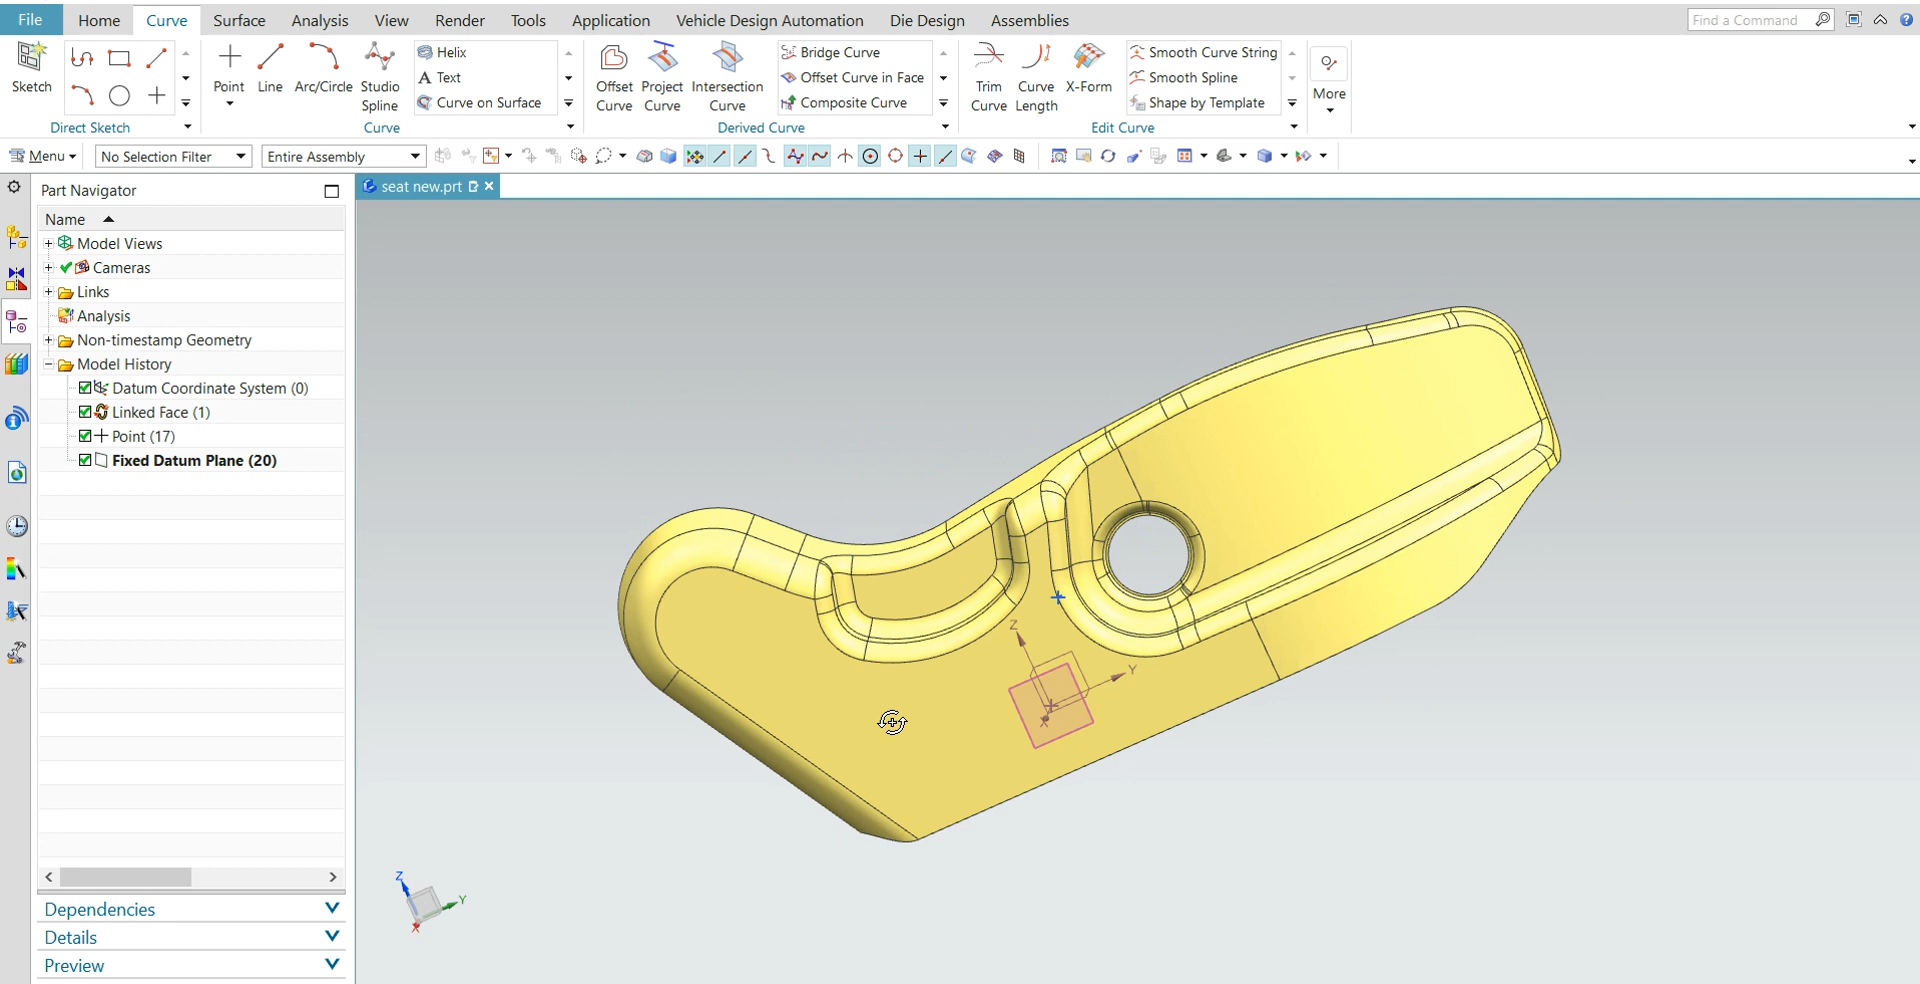 File Home Curve Surface Analysis View Render Tools Application Vehicle Design Automation Die Design Assemblies Find a Command
Sketch Point Line Arc/Circle Studio Spline Helix Text Curve on Surface
Offset Curve Project Curve Intersection Curve Bridge Curve Offset Curve in Face Composite Curve
Trim Curve Curve Length X-Form Smooth Curve String Smooth Spline Shape by Template More
Direct Sketch Curve Derived Curve Edit Curve
Menu No Selection Filter Entire Assembly
Part Navigator seat new.prt
Name
Model Views
Cameras
Links
Analysis
Non-timestamp Geometry
Model History
Datum Coordinate System (0)
Linked Face (1)
Point (17)
Fixed Datum Plane (20)
Z
Y
X
Z
Y
X
Dependencies
Details
Preview